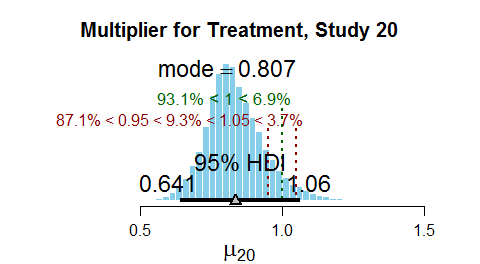 Multiplier for Treatment, Study 20
mode = 0.807
93.1% < 1 < 6.9%
87.1% < 0.95 < 9.3% < 1.05 < 3.7%
95% HDI
0.641 1.06
0.5 1.0 1.5
μ20